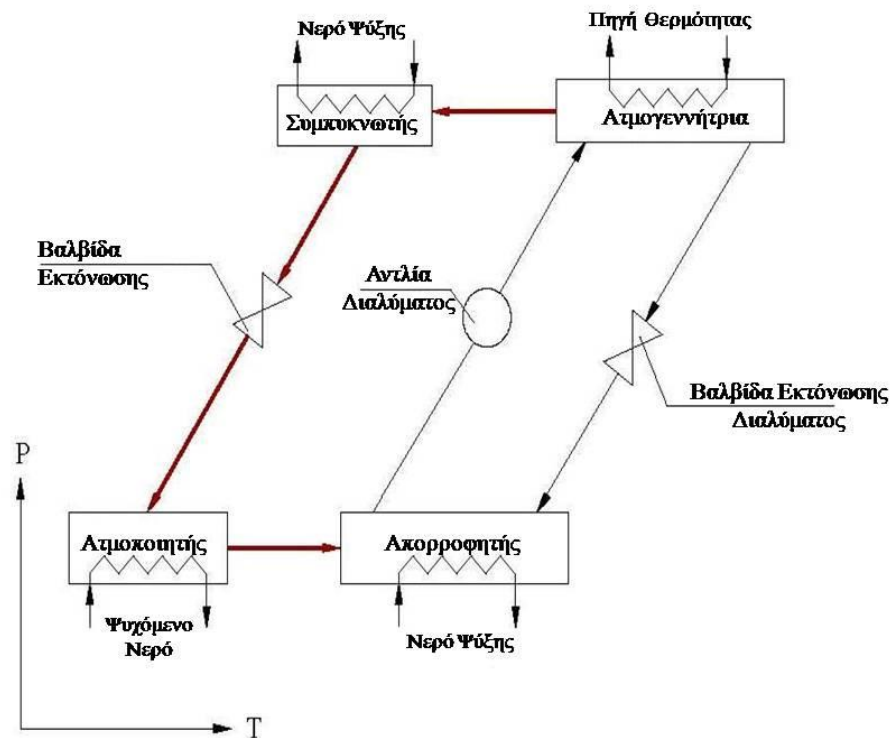 Νερό Ψύξης
Πηγή Θερμότητας
Συμπυκνωτής
Ατμογεννήτρια
Βαλβίδα
Εκτόνωσης
Αντλία
Διαλύματος
Βαλβίδα Εκτόνωσης
Διαλύματος
P
Ατμοποιητής
Απορροφητής
Ψυχόμενο
Νερό
Νερό Ψύξης
T